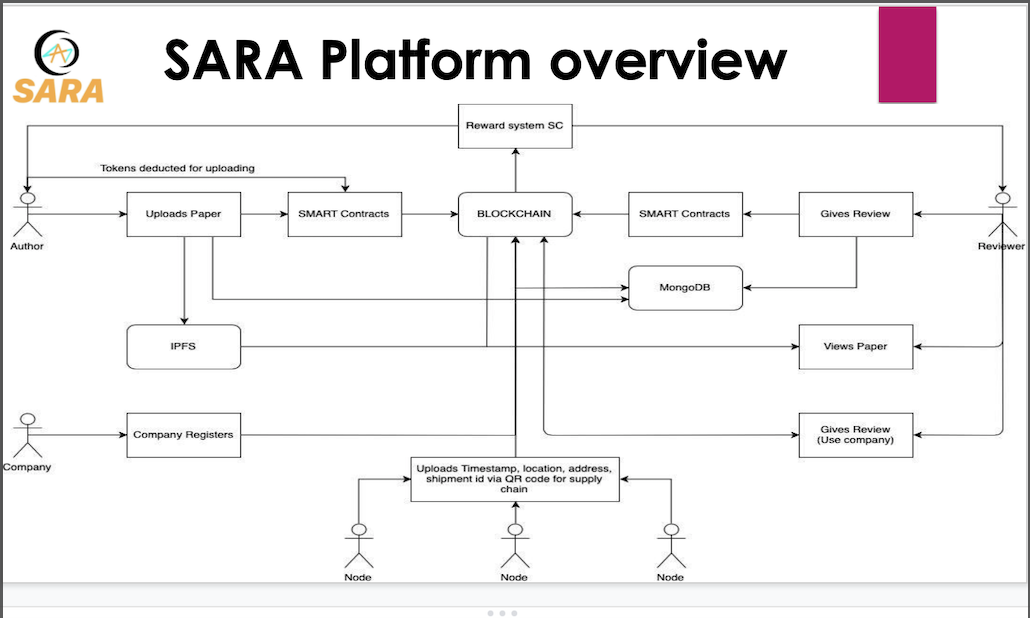 SARA Platform overview
SARA
Reward system SC
Tokens deducted for uploading
Uploads Paper
SMART Contracts
BLOCKCHAIN
SMART Contracts
Gives Review
Author
Reviewer
MongoDB
IPFS
Views Paper
Company Registers
Gives Review
(Use company)
Company
Uploads Timestamp, location, address,
shipment id via QR code for supply
chain
Node
Node
Node